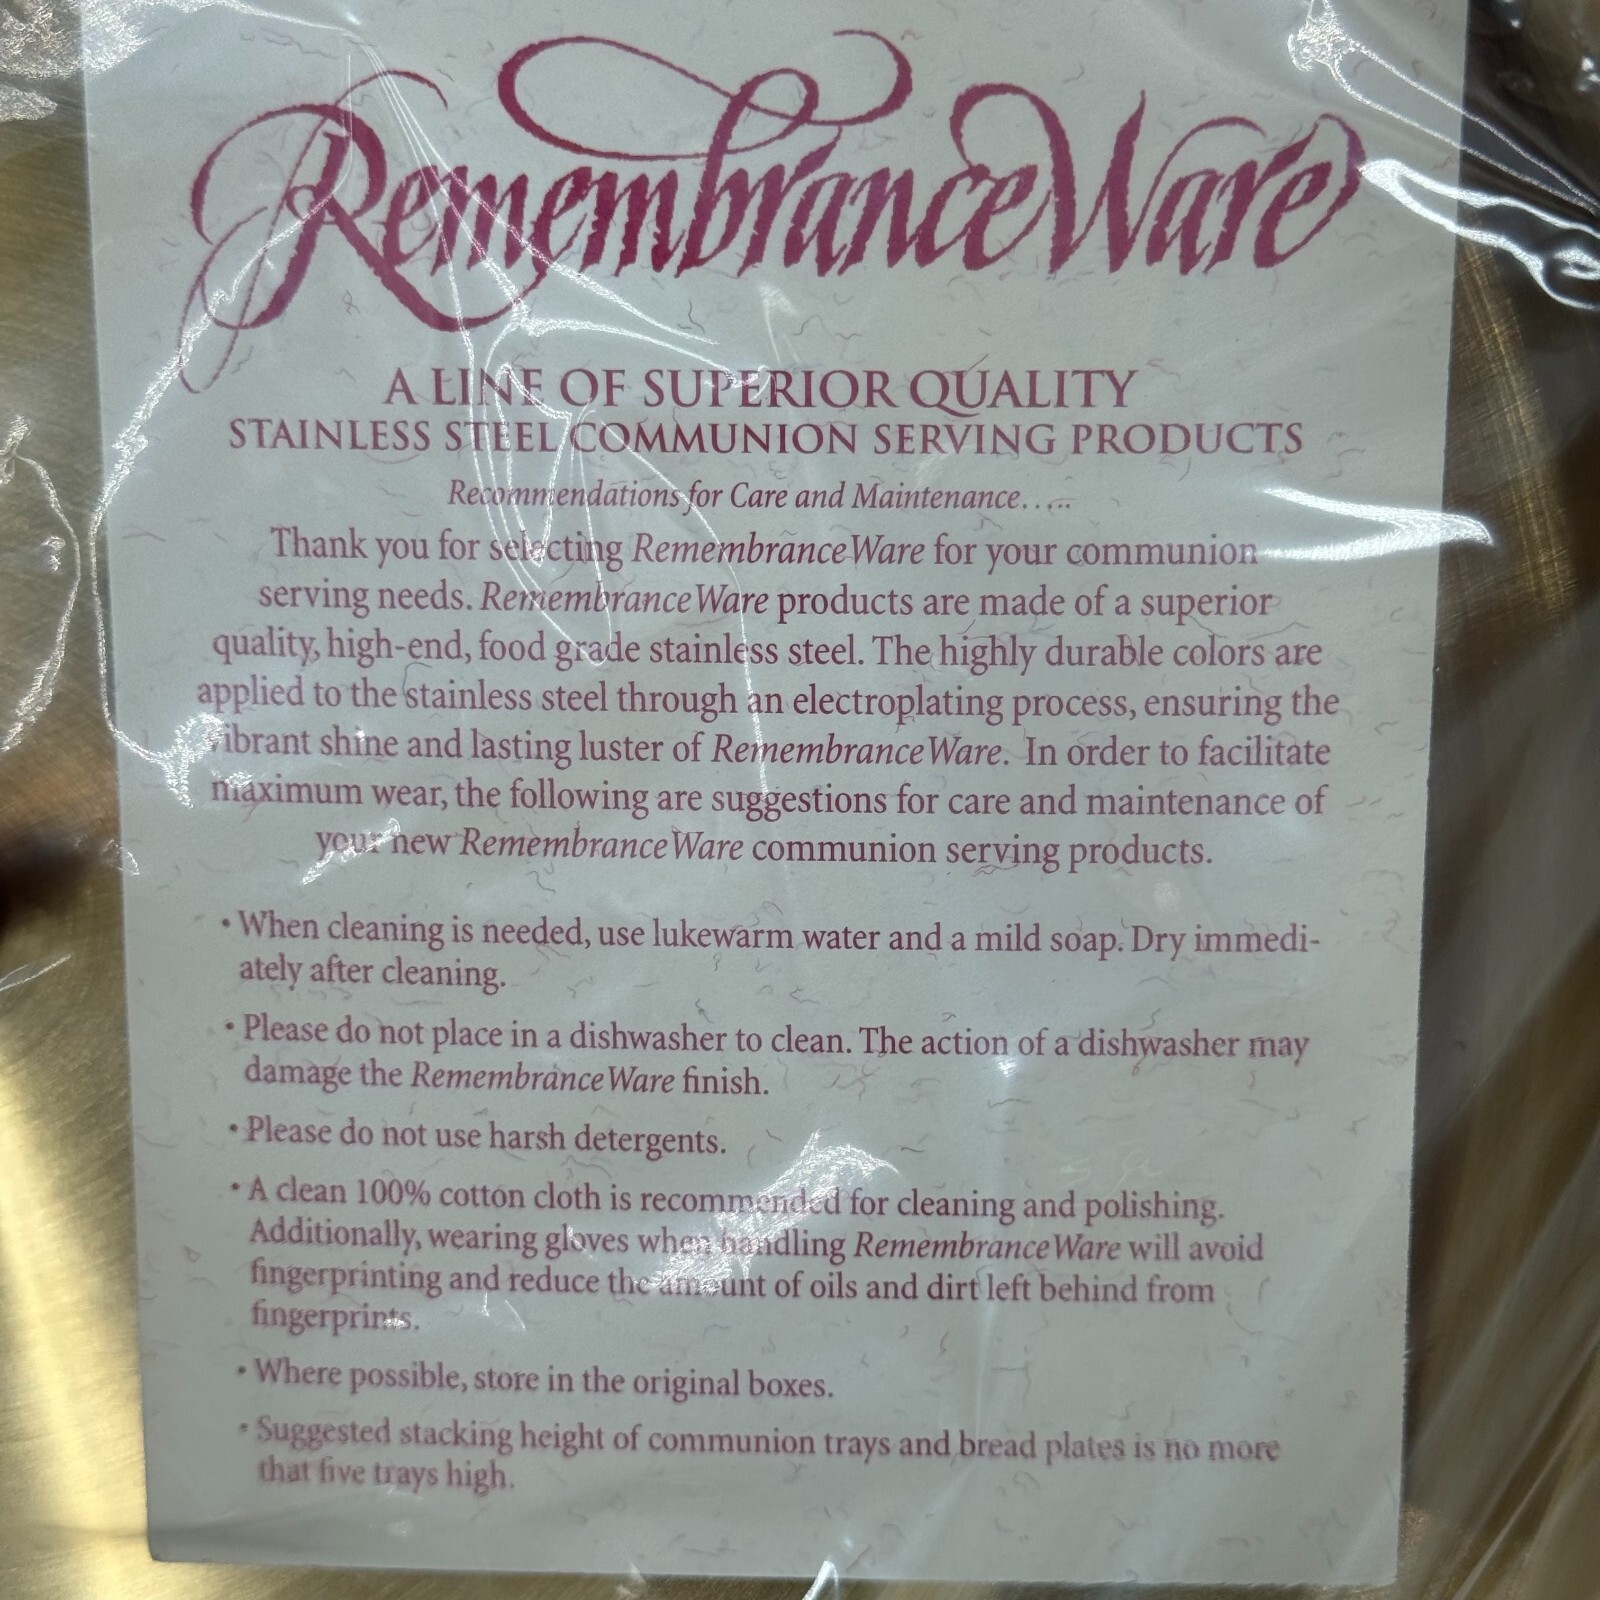 RemembranceWare
A LINE OF SUPERIOR QUALITY
STAINLESS STEEL COMMUNION SERVING PRODUCTS
Recommendations for Care and Maintenance.....
Thank you for selecting RemembranceWare for your communion
serving needs. RemembranceWare products are made of a superior
quality, high-end, food grade stainless steel. The highly durable colors are
applied to the stainless steel through an electroplating process, ensuring the
vibrant shine and lasting luster of RemembranceWare. In order to facilitate
maximum wear, the following are suggestions for care and maintenance of
your new RemembranceWare communion serving products.
• When cleaning is needed, use lukewarm water and a mild soap. Dry immedi-
ately after cleaning.
• Please do not place in a dishwasher to clean. The action of a dishwasher may
damage the RemembranceWare finish.
• Please do not use harsh detergents.
• A clean 100% cotton cloth is recommended for cleaning and polishing.
Additionally, wearing gloves when handling RemembranceWare will avoid
fingerprinting and reduce the amount of oils and dirt left behind from
fingerprints.
• Where possible, store in the original boxes.
• Suggested stacking height of communion trays and bread plates is no more
that five trays high.